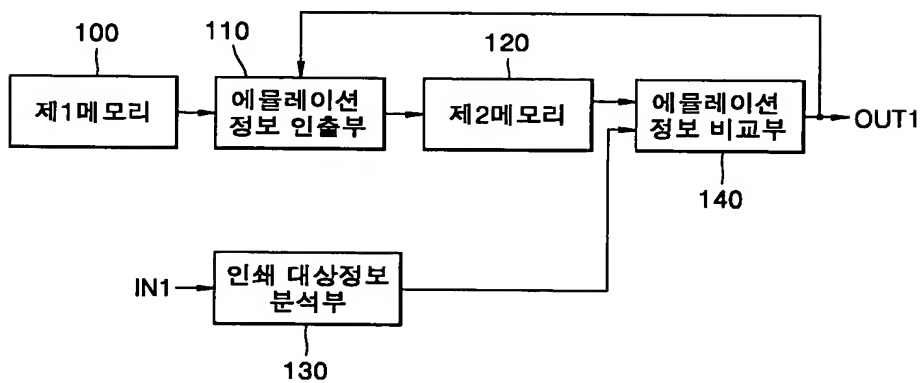 100
110
120
제1메모리
에뮬레이션
정보 인출부
제2메모리
에뮬레이션
정보 비교부
OUT1
140
IN1
인쇄 대상정보
분석부
130